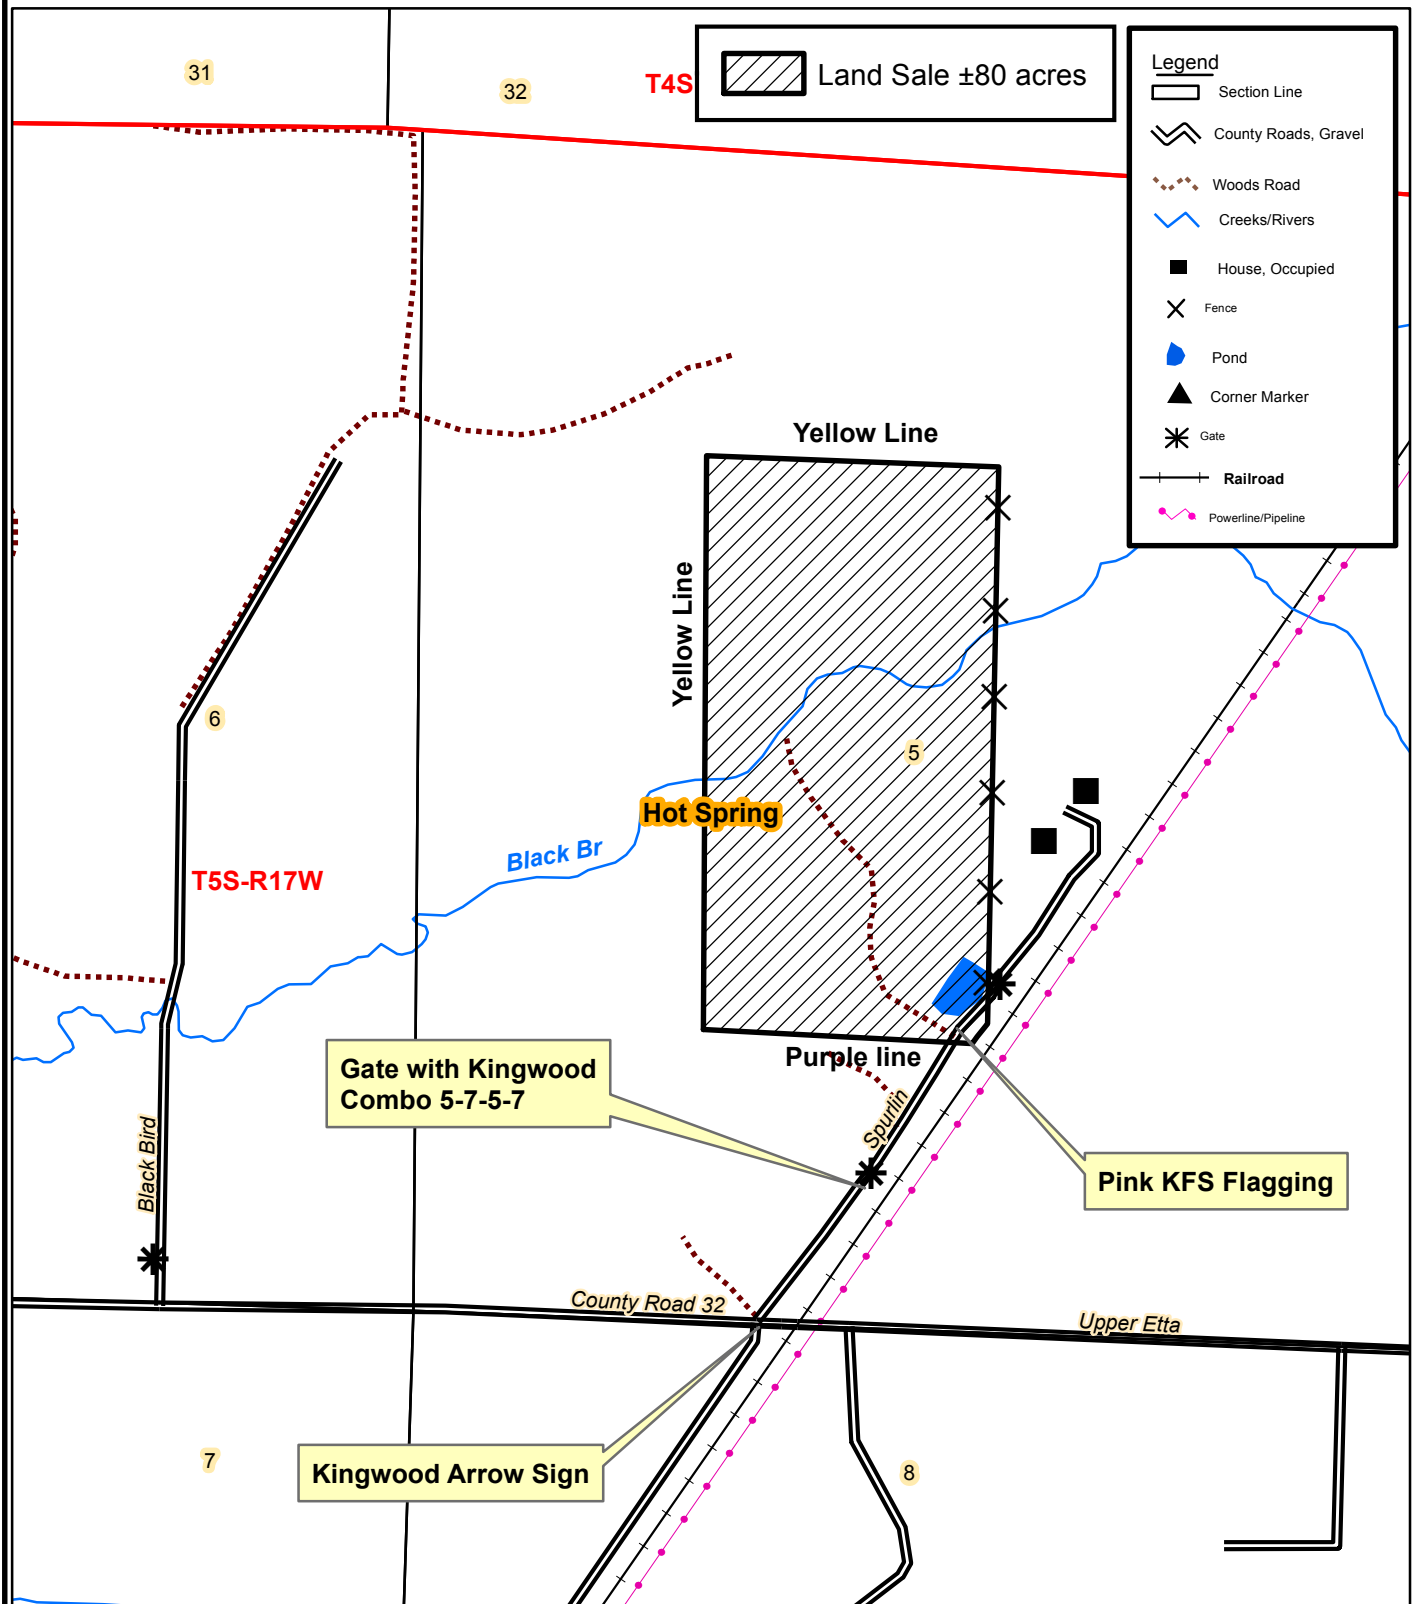 31
32
T4S
Land Sale ±80 acres
Legend
Section Line
County Roads, Gravel
Woods Road
Creeks/Rivers
House, Occupied
Fence
Pond
Corner Marker
Gate
Railroad
Powerline/Pipeline
Yellow Line
Yellow Line
6
5
Hot Spring
Black Br
T5S-R17W
Purple line
Gate with Kingwood
Combo 5-7-5-7
Spurlin
Black Bird
Pink KFS Flagging
County Road 32
Upper Etta
7
Kingwood Arrow Sign
8